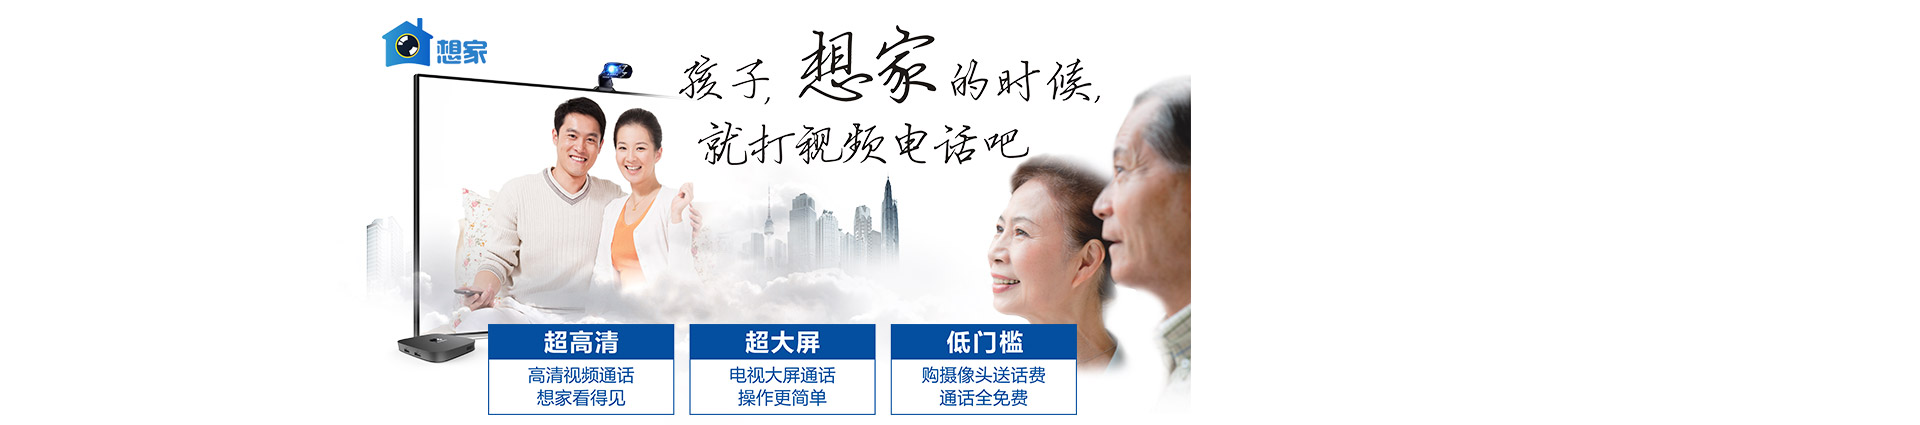 想家
孩子,想家的时候,
就打视频电话吧
超高清
高清视频通话
想家看得见
超大屏
电视大屏通话
操作更简单
低门槛
购摄像头送话费
通话全免费